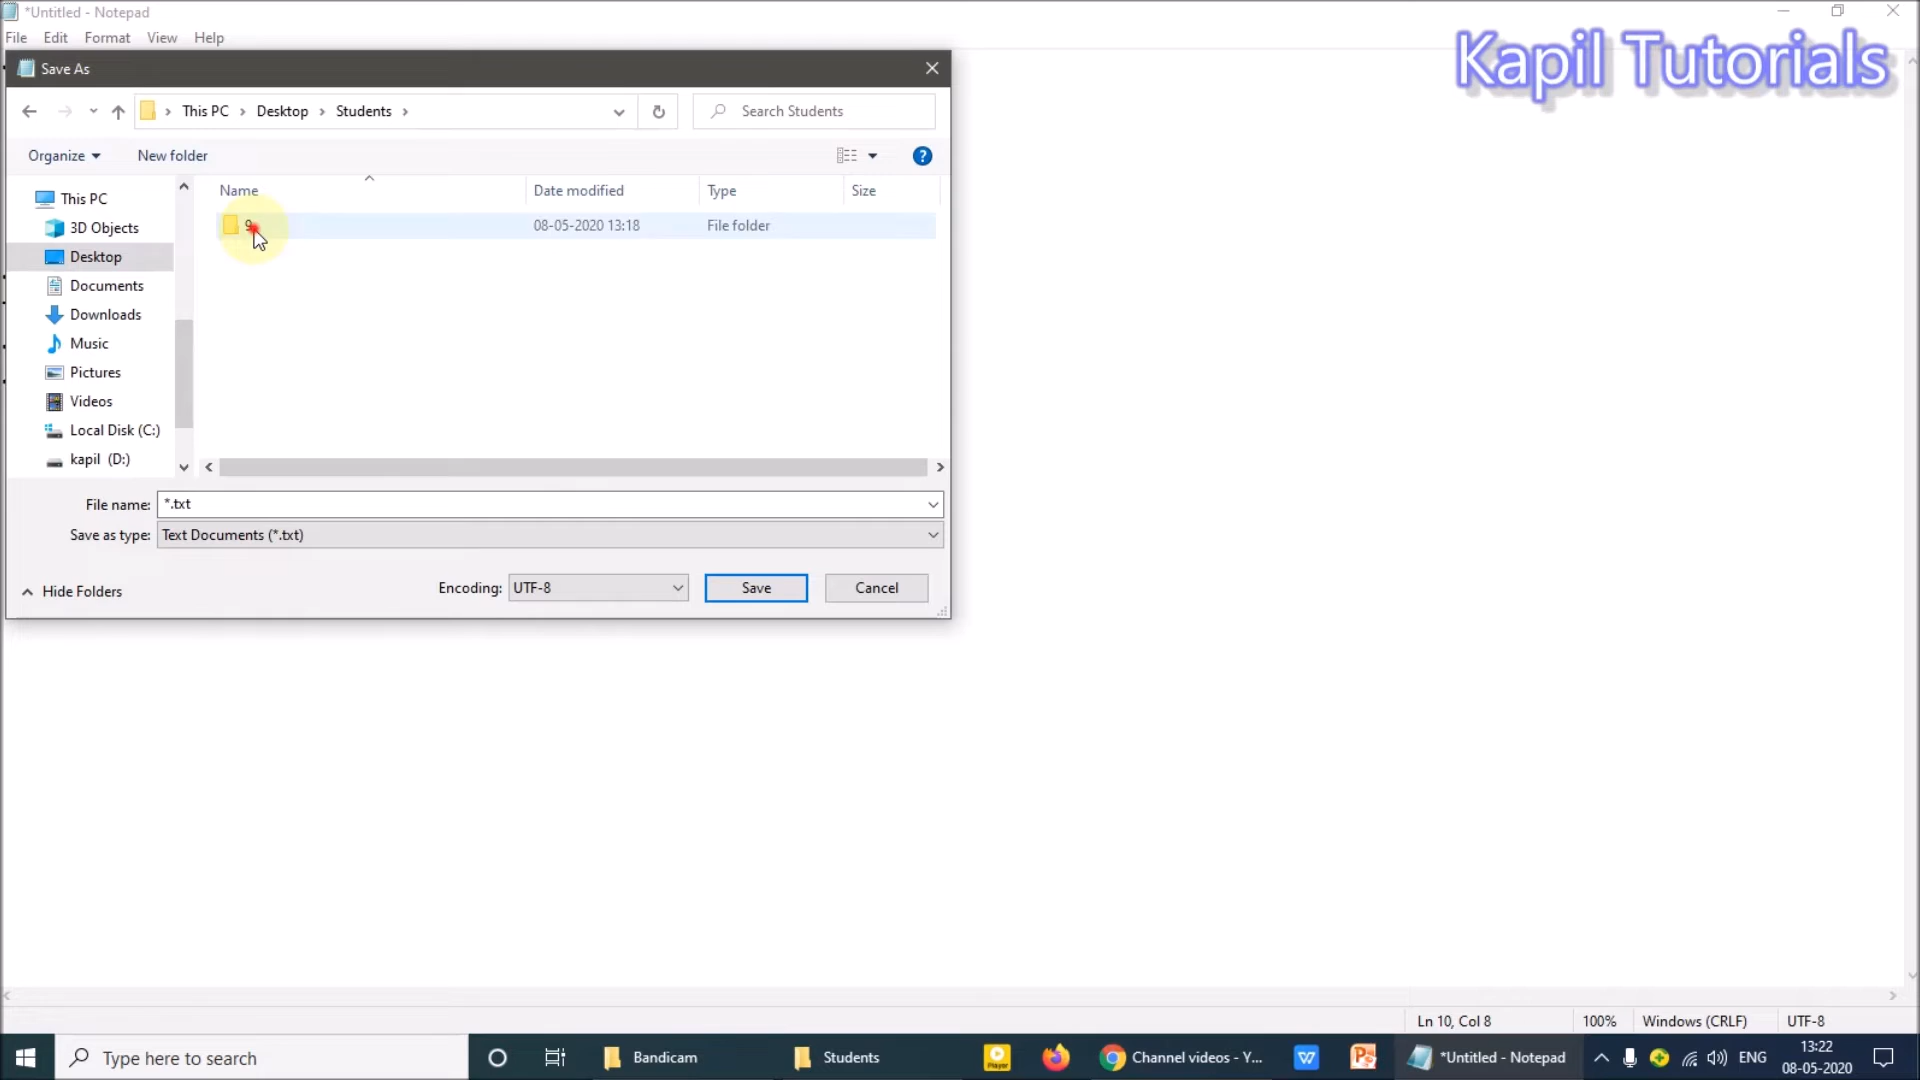 *Untitled - Notepad
File Edit Format View Help
Kapil Tutorials
Save As
This PC Desktop Students
Search Students
Organize New folder
Name Date modified Type Size
This PC
3D Objects
Desktop
Documents
Downloads
Music
Pictures
Videos
Local Disk (C:)
kapil (D:)
9 08-05-2020 13:18 File folder
File name: *.txt
Save as type: Text Documents (*.txt)
Hide Folders Encoding: UTF-8 Save Cancel
Ln 10, Col 8 100% Windows (CRLF) UTF-8
Type here to search Bandicam Students Player Channel videos - Y... *Untitled - Notepad ENG 13:22
08-05-2020